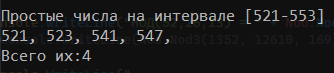 Простые числа на интервале [521-553]
521, 523, 541, 547,
Всего их:4